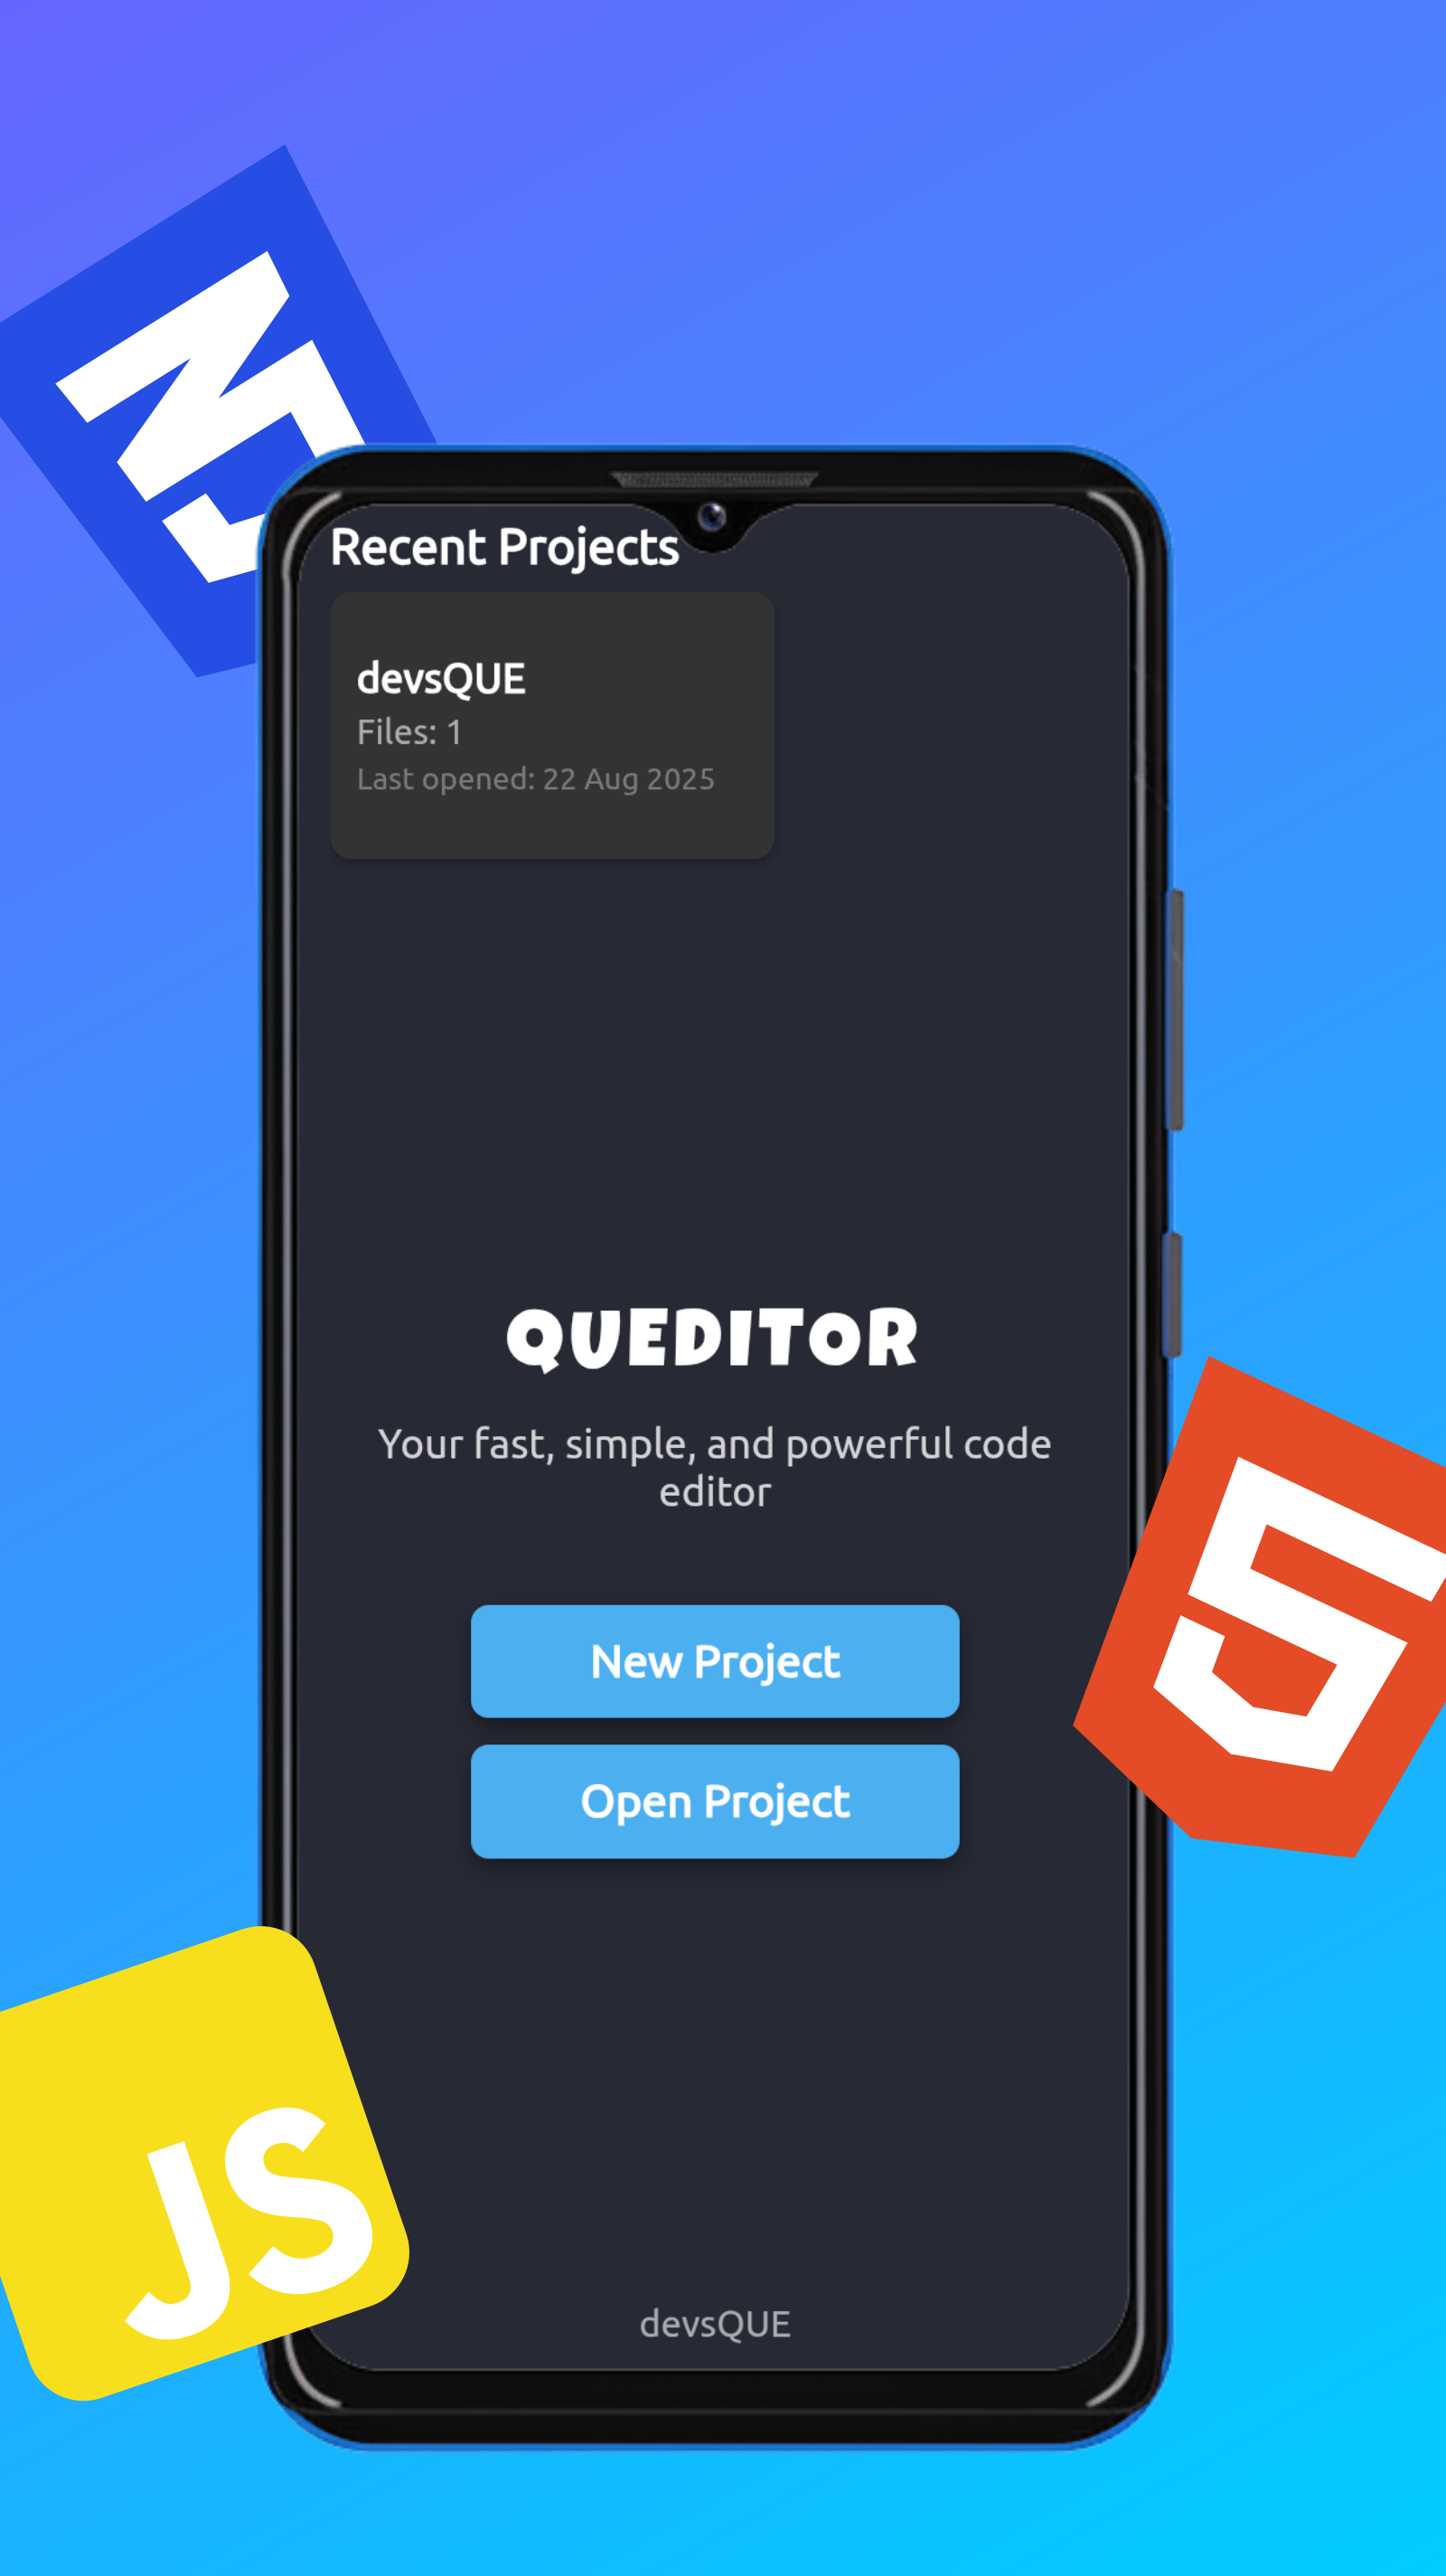 Recent Projects
devsQUE
Files: 1
Last opened: 22 Aug 2025
QUEDITOR
Your fast, simple, and powerful code
editor
New Project
Open Project
5
JS
devsQUE